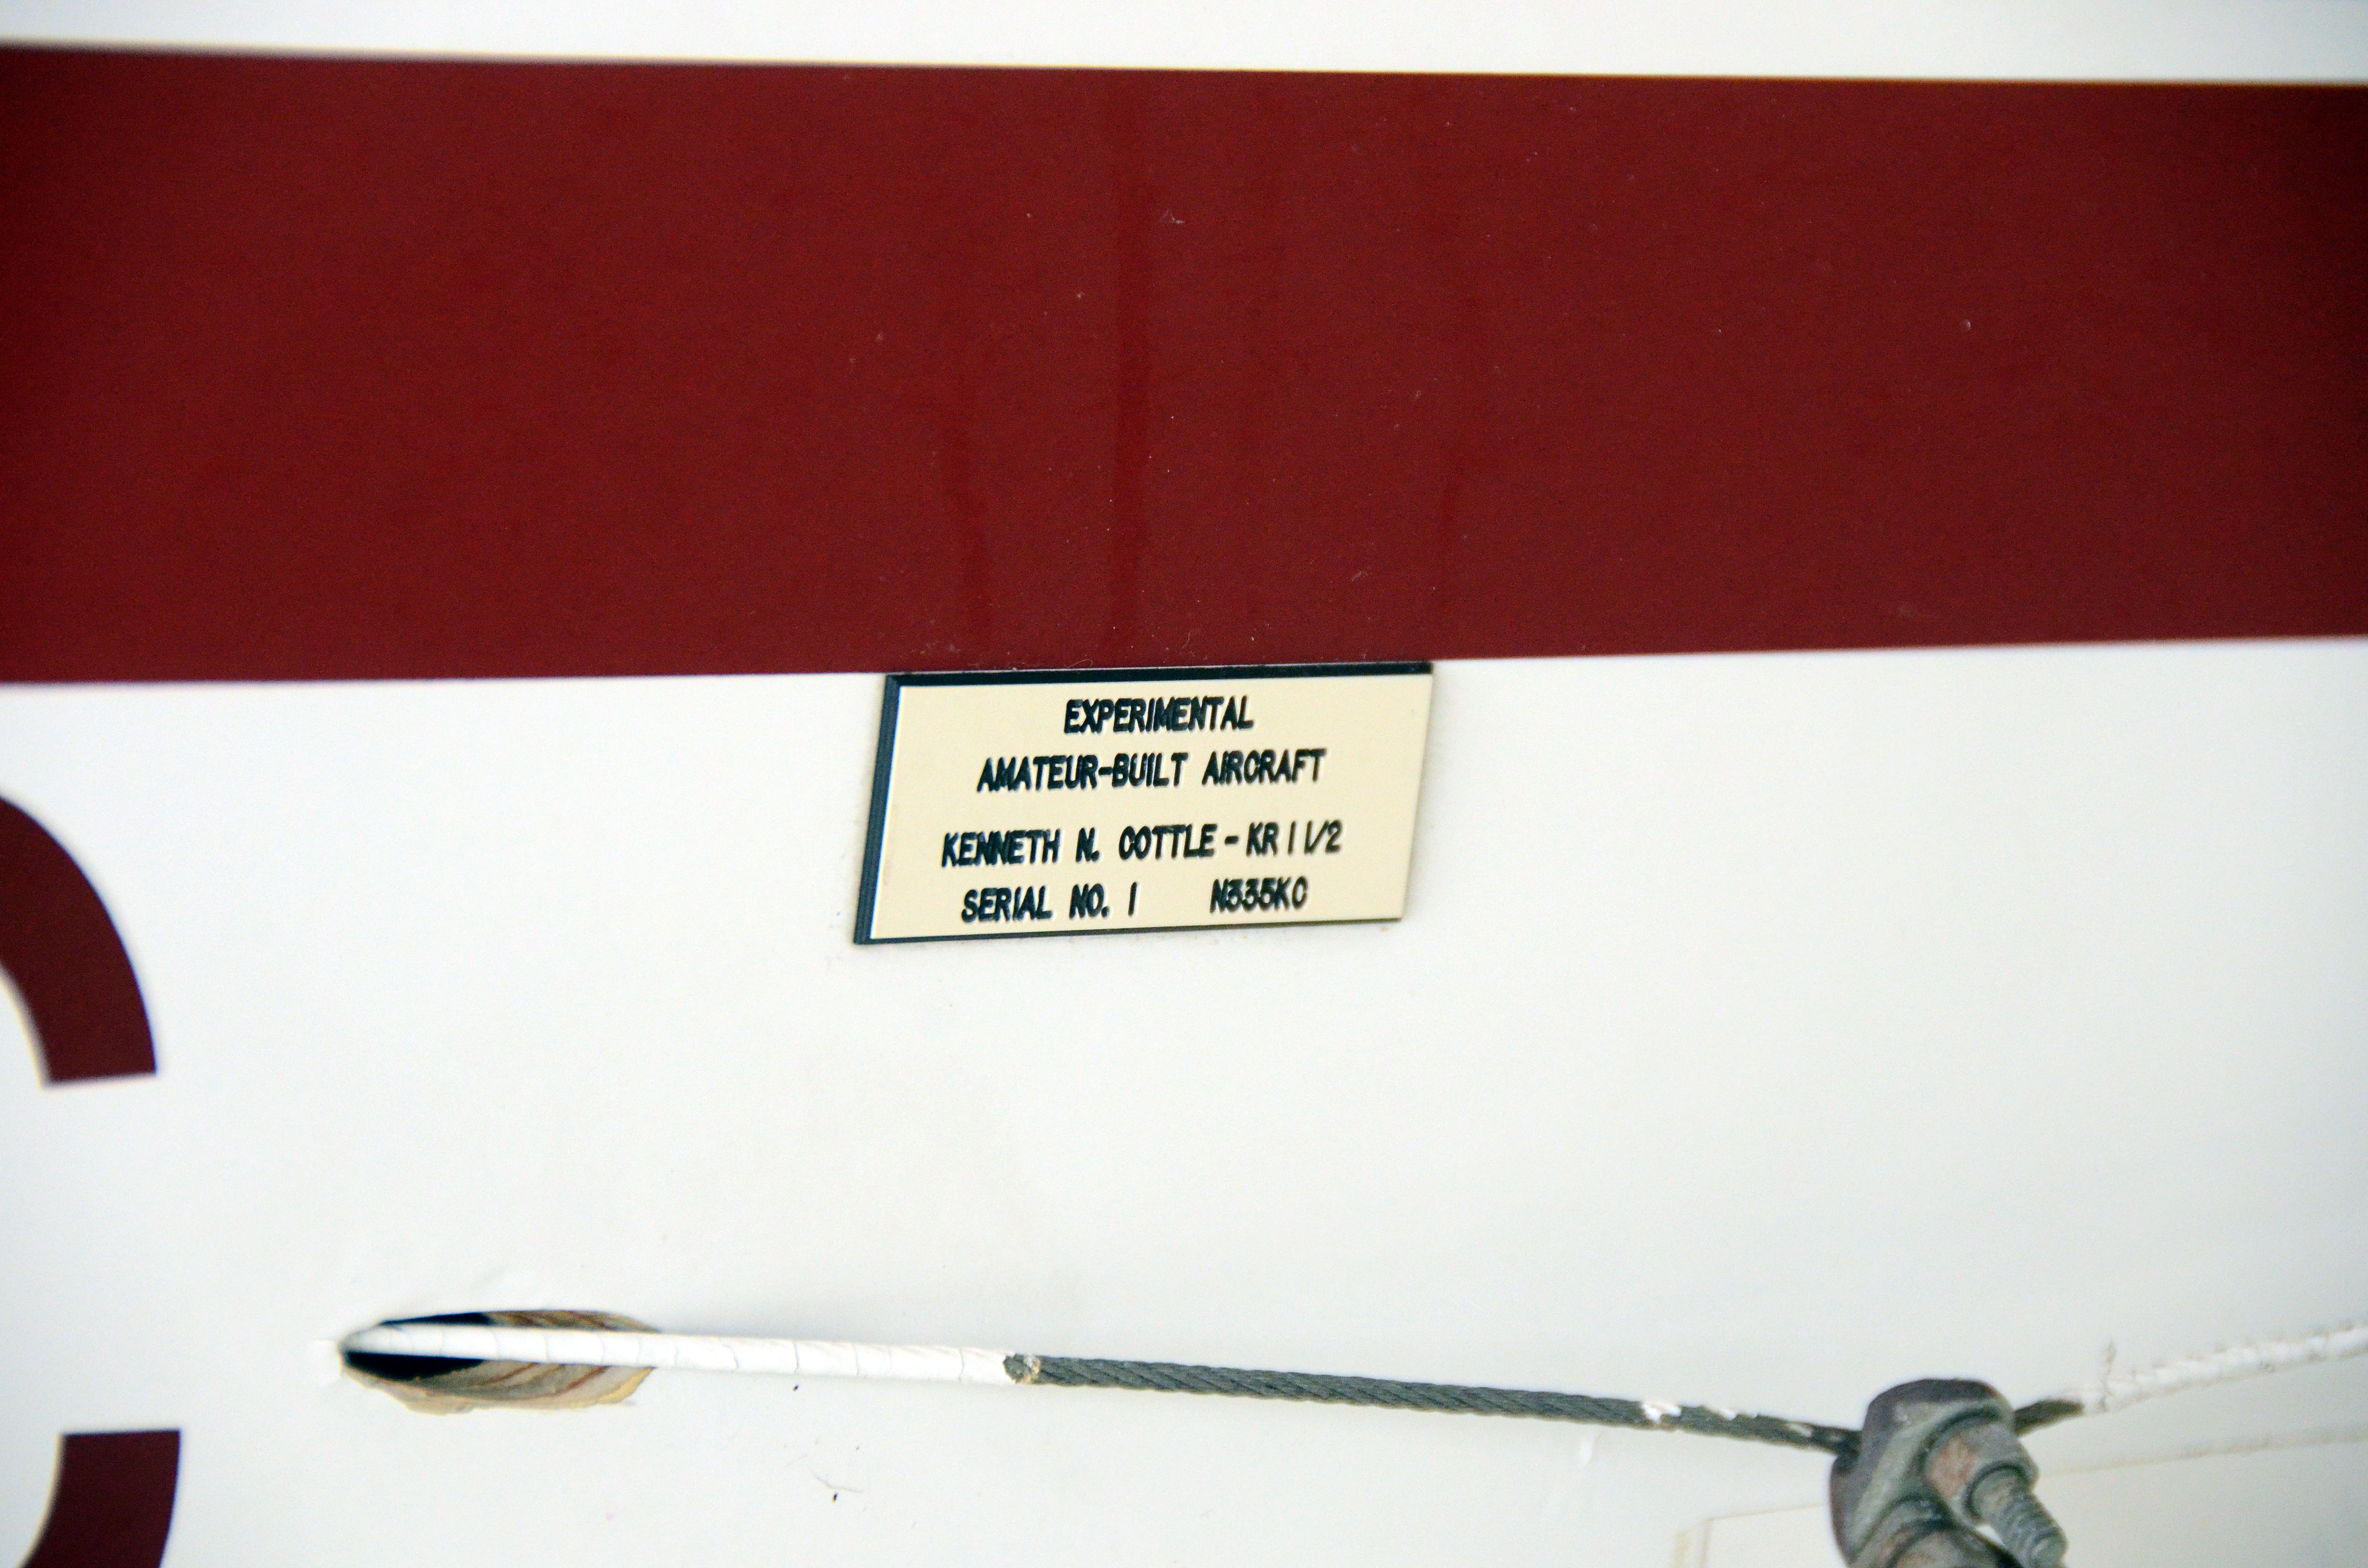 EXPERIMENTAL
AMATEUR-BUILT AIRCRAFT
KENNETH N. COTTLE - KR 1 1/2
SERIAL NO. 1 N335KC